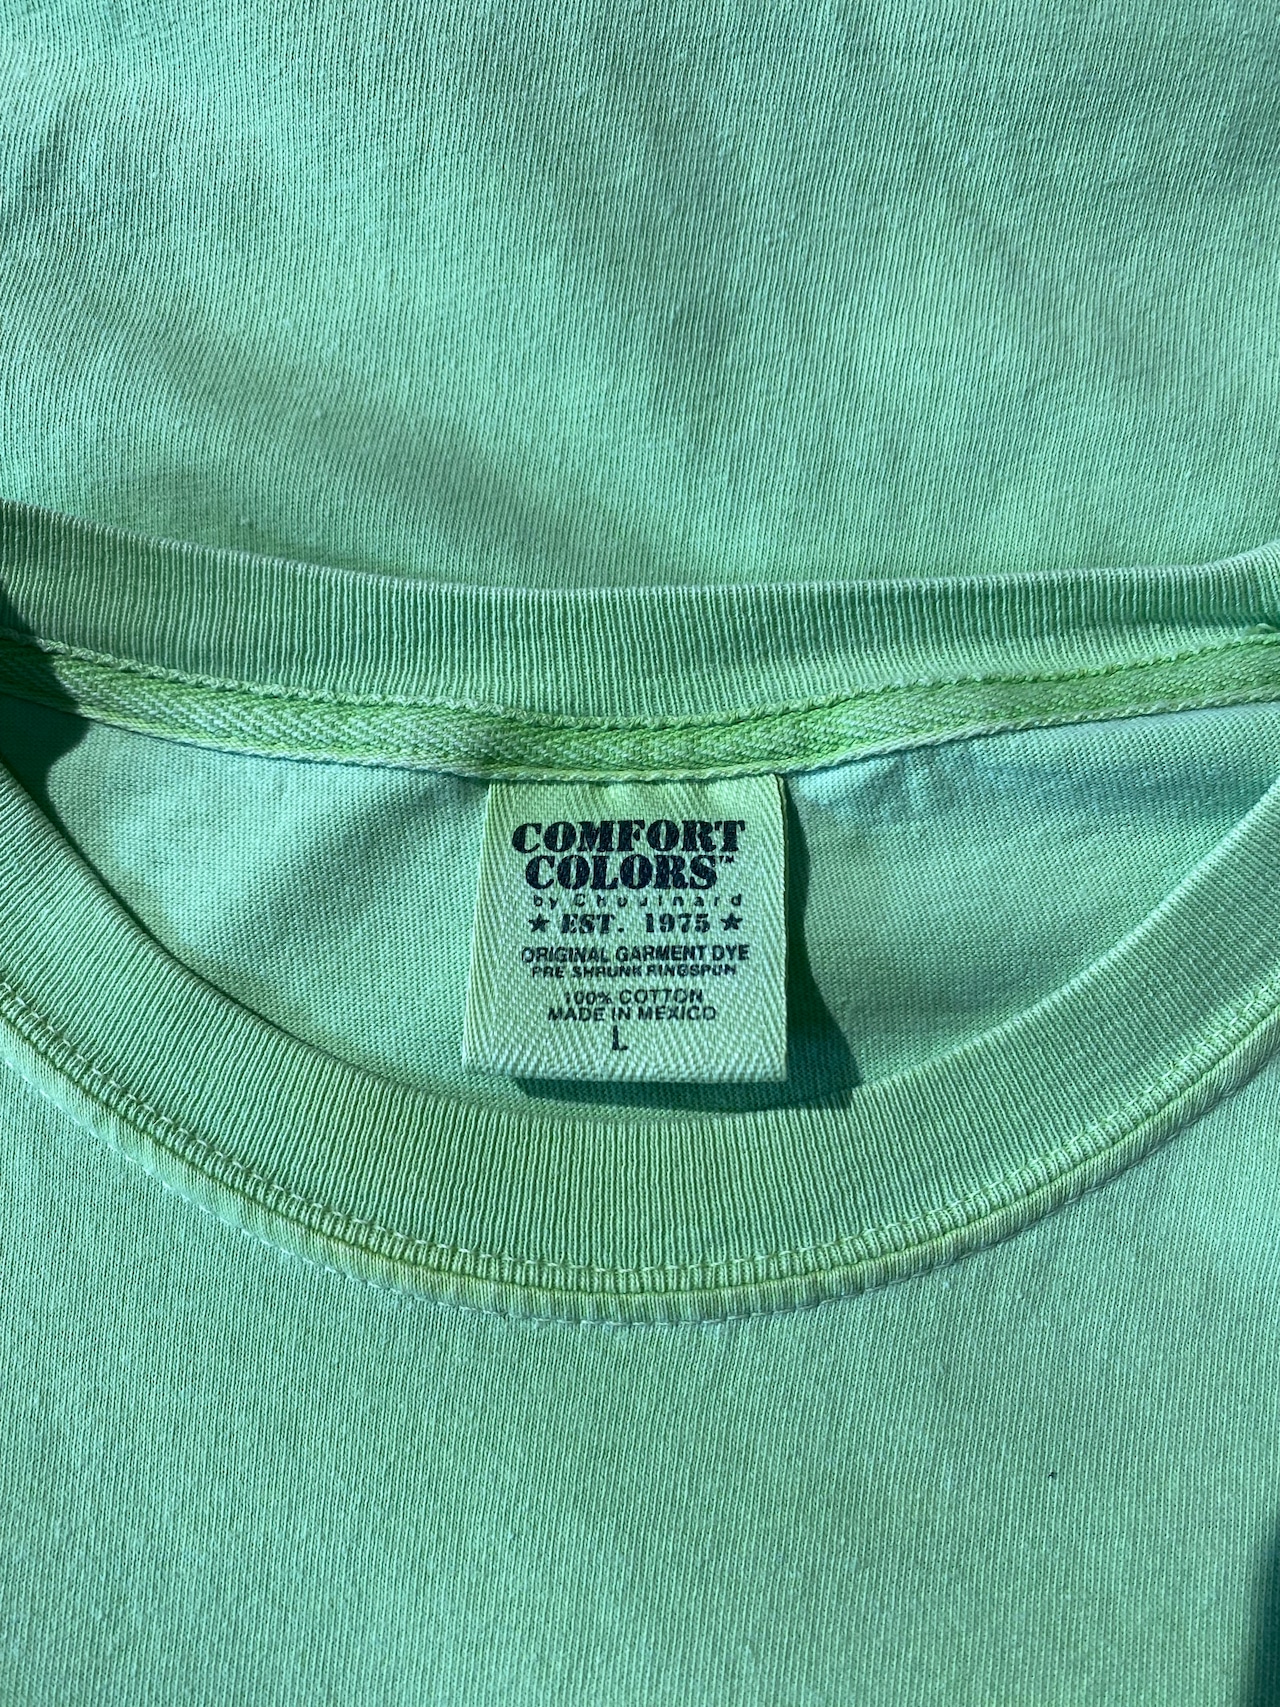 COMFORT
COLORS™
by Chouinard
★ EST. 1975 ★
ORIGINAL GARMENT DYE
PRE SHRUNK RINGSPUN
100% COTTON
MADE IN MEXICO
L